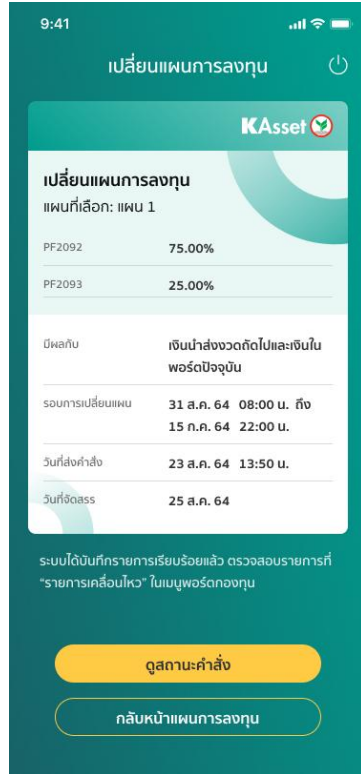 9:41
เปลี่ยนแผนการลงทุน
KAsset
เปลี่ยนแผนการลงทุน
แผนที่เลือก: แผน 1
PF2092 75.00%
PF2093 25.00%
มีผลกับ เงินนำส่งงวดถัดไปและเงินใน
พอร์ตปัจจุบัน
รอบการเปลี่ยนแผน 31 ส.ค. 64 08:00 น. ถึง
15 ก.ค. 64 22:00 น.
วันที่ส่งคำสั่ง 23 ส.ค. 64 13:50 น.
วันที่จัดสรร 25 ส.ค. 64
ระบบได้บันทึกรายการเรียบร้อยแล้ว ตรวจสอบรายการที่
“รายการเคลื่อนไหว” ในเมนูพอร์ตกองทุน
ดูสถานะคำสั่ง
กลับหน้าแผนการลงทุน